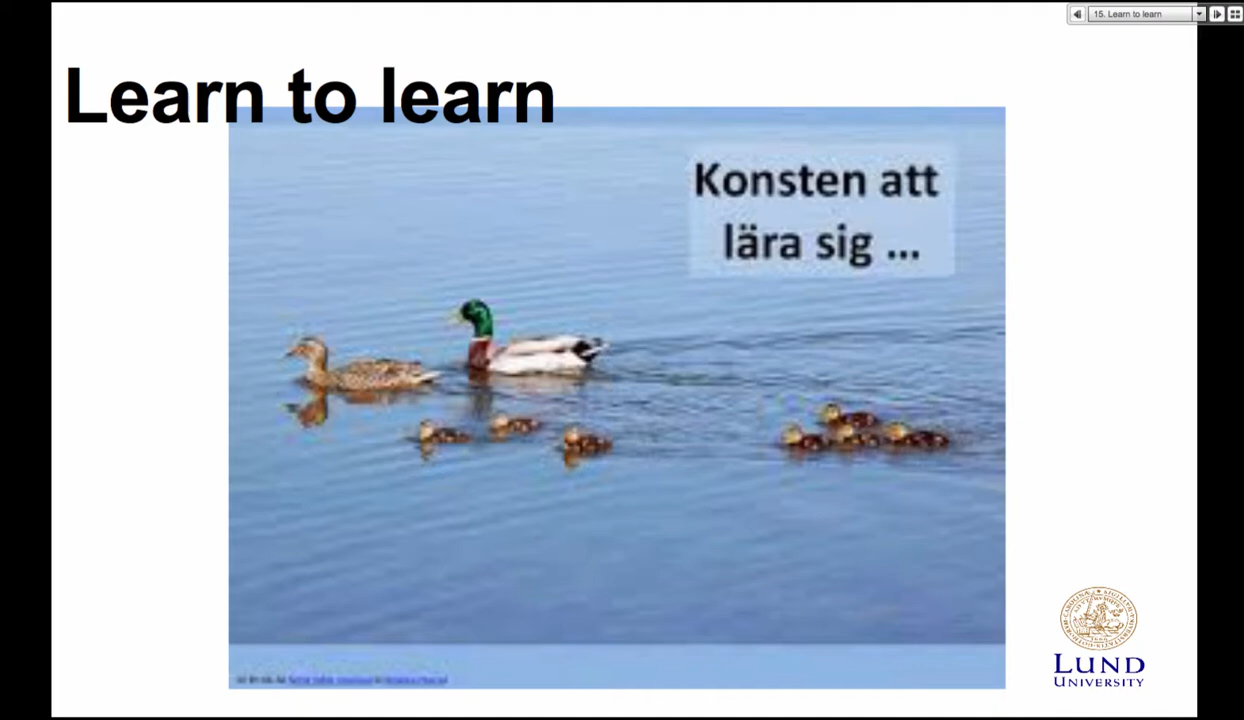 15. Learn to learn
Learn to learn
Konsten att
lära sig ...
LUND
UNIVERSITY